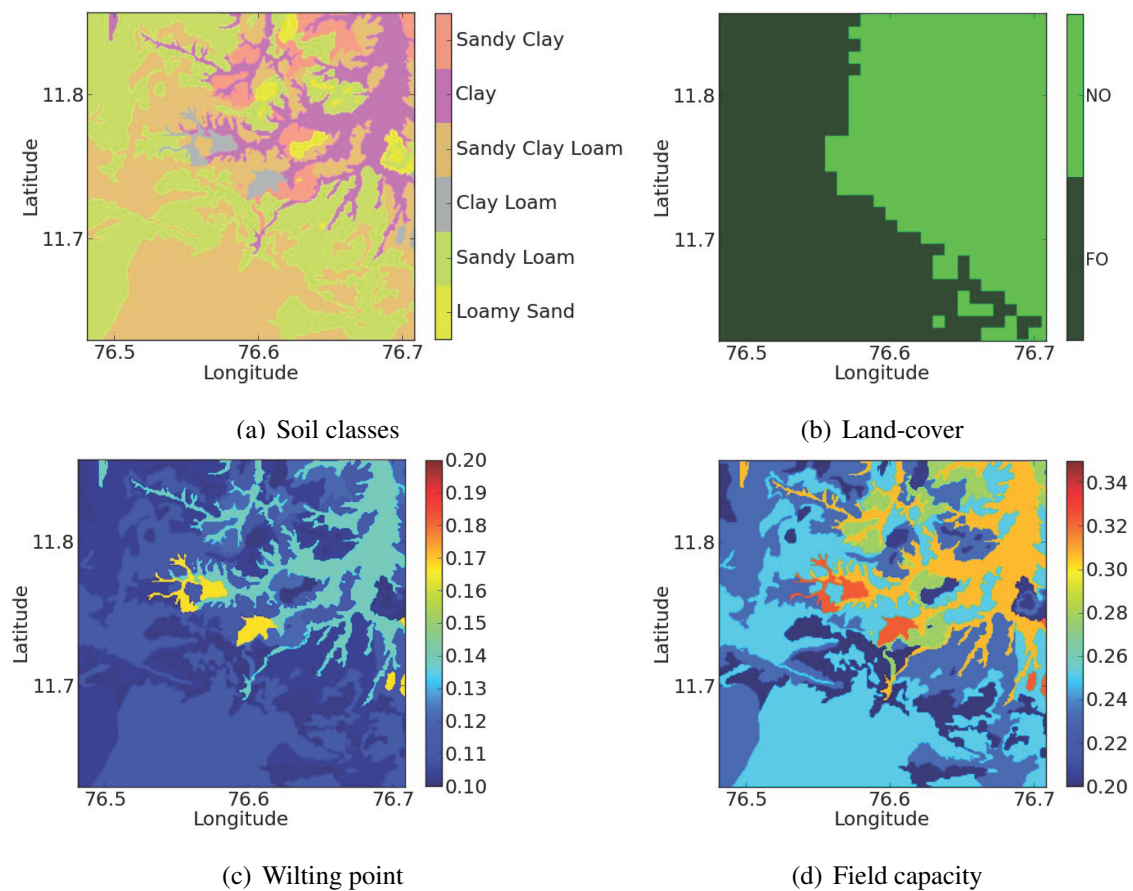 Sandy Clay
Clay
Sandy Clay Loam
Clay Loam
Sandy Loam
Loamy Sand
11.8
11.7
Latitude
76.5 76.6 76.7
Longitude
(a) Soil classes
NO
FO
11.8
11.7
Latitude
76.5 76.6 76.7
Longitude
(b) Land-cover
0.20
0.19
0.18
0.17
0.16
0.15
0.14
0.13
0.12
0.11
0.10
11.8
11.7
Latitude
76.5 76.6 76.7
Longitude
(c) Wilting point
0.34
0.32
0.30
0.28
0.26
0.24
0.22
0.20
11.8
11.7
Latitude
76.5 76.6 76.7
Longitude
(d) Field capacity